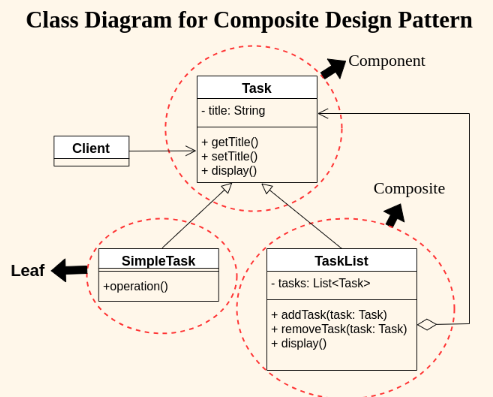 Class Diagram for Composite Design Pattern
Component
Task
- title: String
+ getTitle()
+ setTitle()
+ display()
Client
Composite
Leaf
SimpleTask
+operation()
TaskList
- tasks: List<Task>
+ addTask(task: Task)
+ removeTask(task: Task)
+ display()